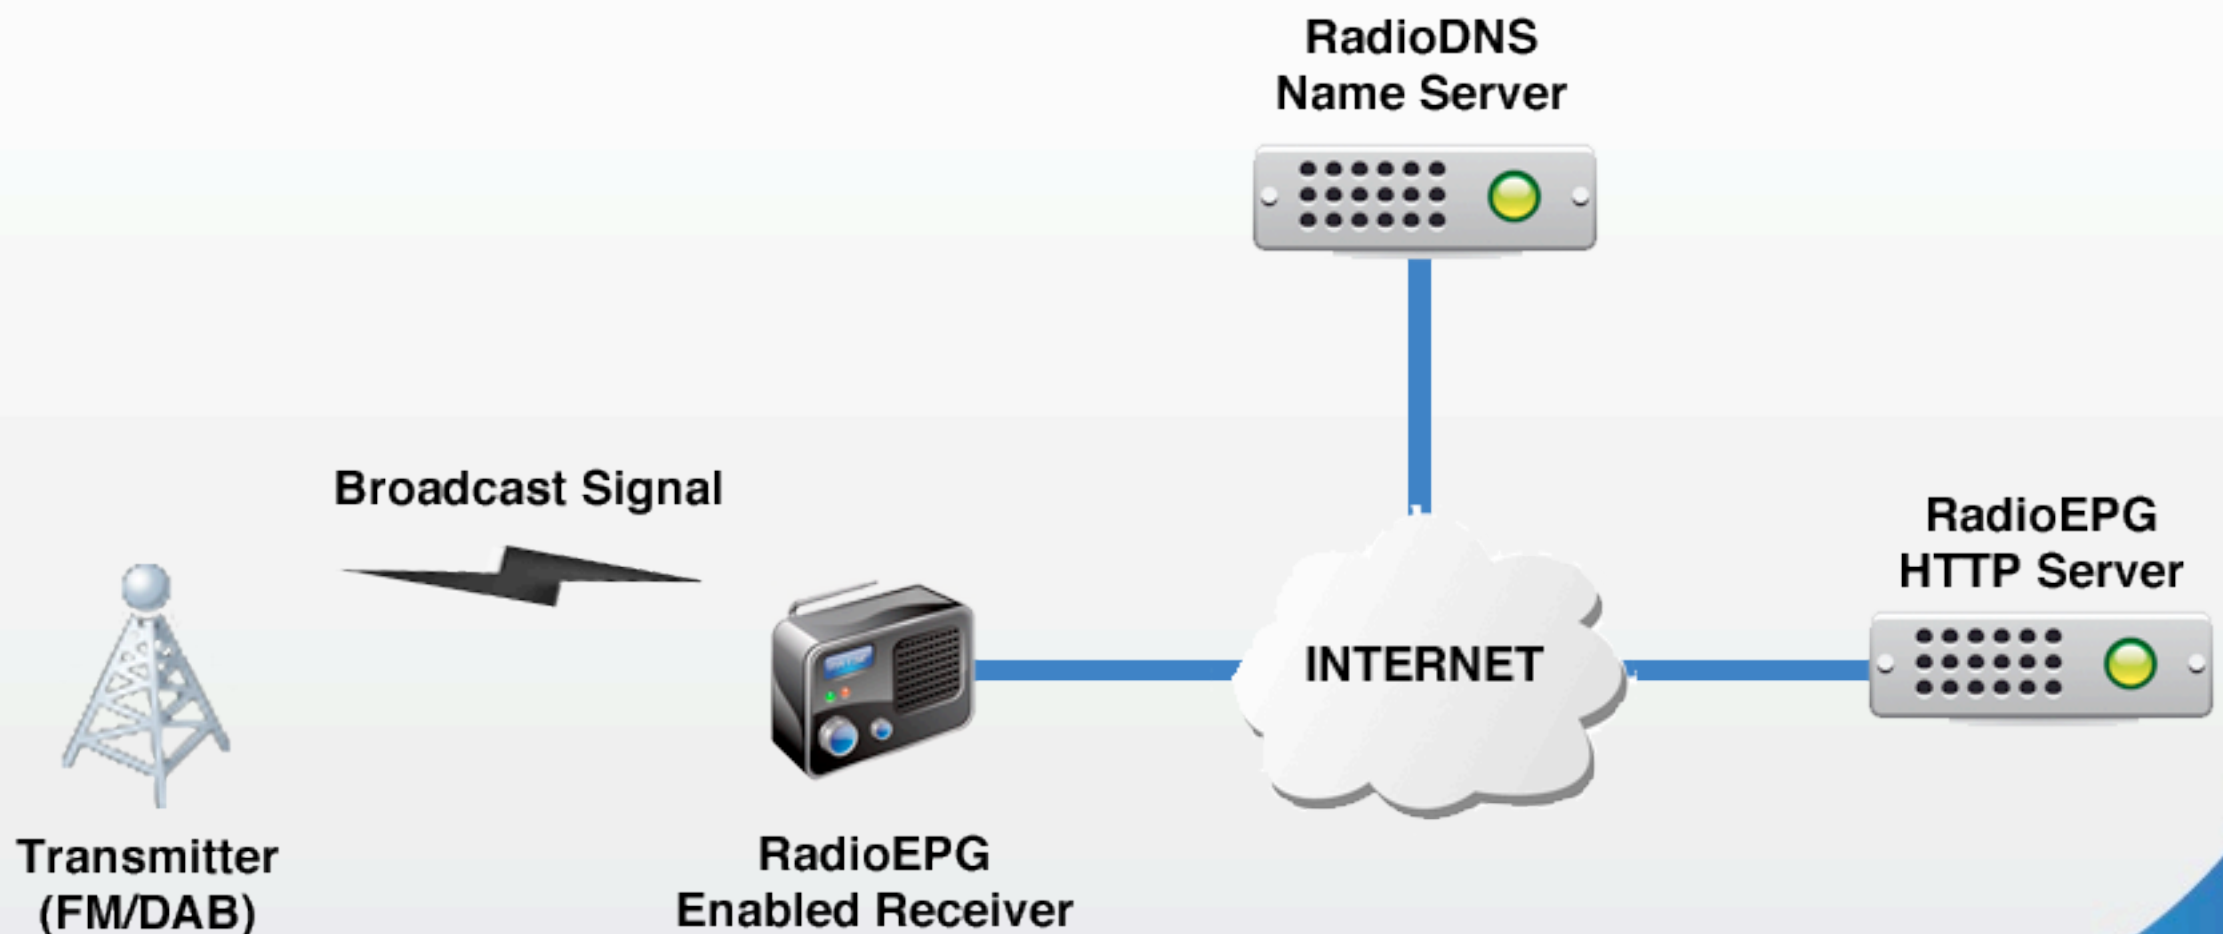 RadioDNS
Name Server
Broadcast Signal
RadioEPG
HTTP Server
INTERNET
Transmitter
(FM/DAB)
RadioEPG
Enabled Receiver